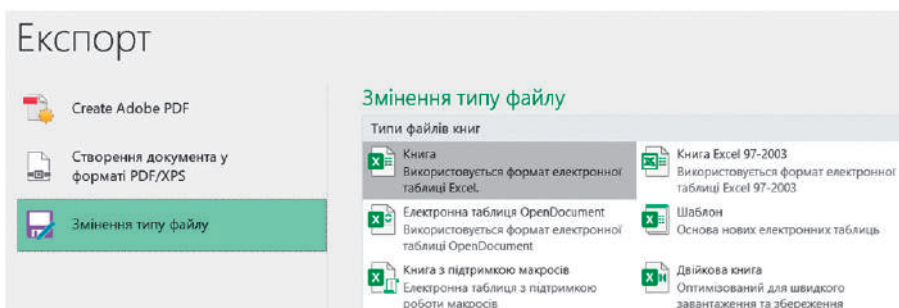 Експорт
Create Adobe PDF
Створення документа у
форматі PDF/XPS
Змінення типу файлу
Змінення типу файлу
Типи файлів книг
Книга
Використовується формат електронної
таблиці Excel.
Книга Excel 97-2003
Використовується формат електронної
таблиці Excel 97-2003
Електронна таблиця OpenDocument
Використовується формат електронної
таблиці OpenDocument
Шаблон
Основа нових електронних таблиць
Книга з підтримкою макросів
Електронна таблиця з підтримкою
роботи макросів
Двійкова книга
Оптимізований для швидкого
завантаження та збереження